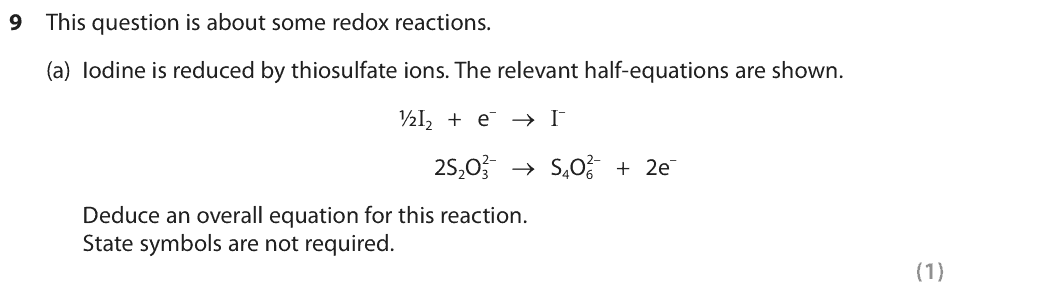 9 This question is about some redox reactions.
(a) Iodine is reduced by thiosulfate ions. The relevant half-equations are shown.
½I₂ + e⁻ → I⁻
2S₂O₃²⁻ → S₄O₆²⁻ + 2e⁻
Deduce an overall equation for this reaction.
State symbols are not required.
(1)